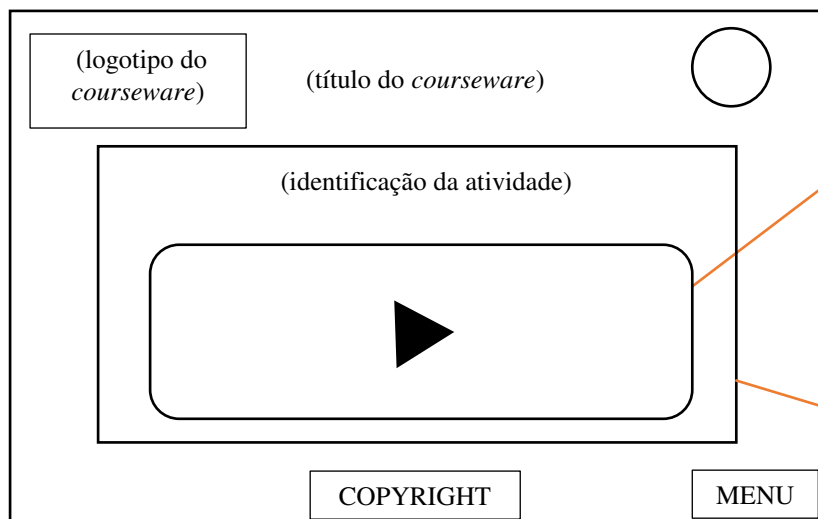 (logotipo do
courseware)
(título do courseware)
(identificação da atividade)
COPYRIGHT
MENU